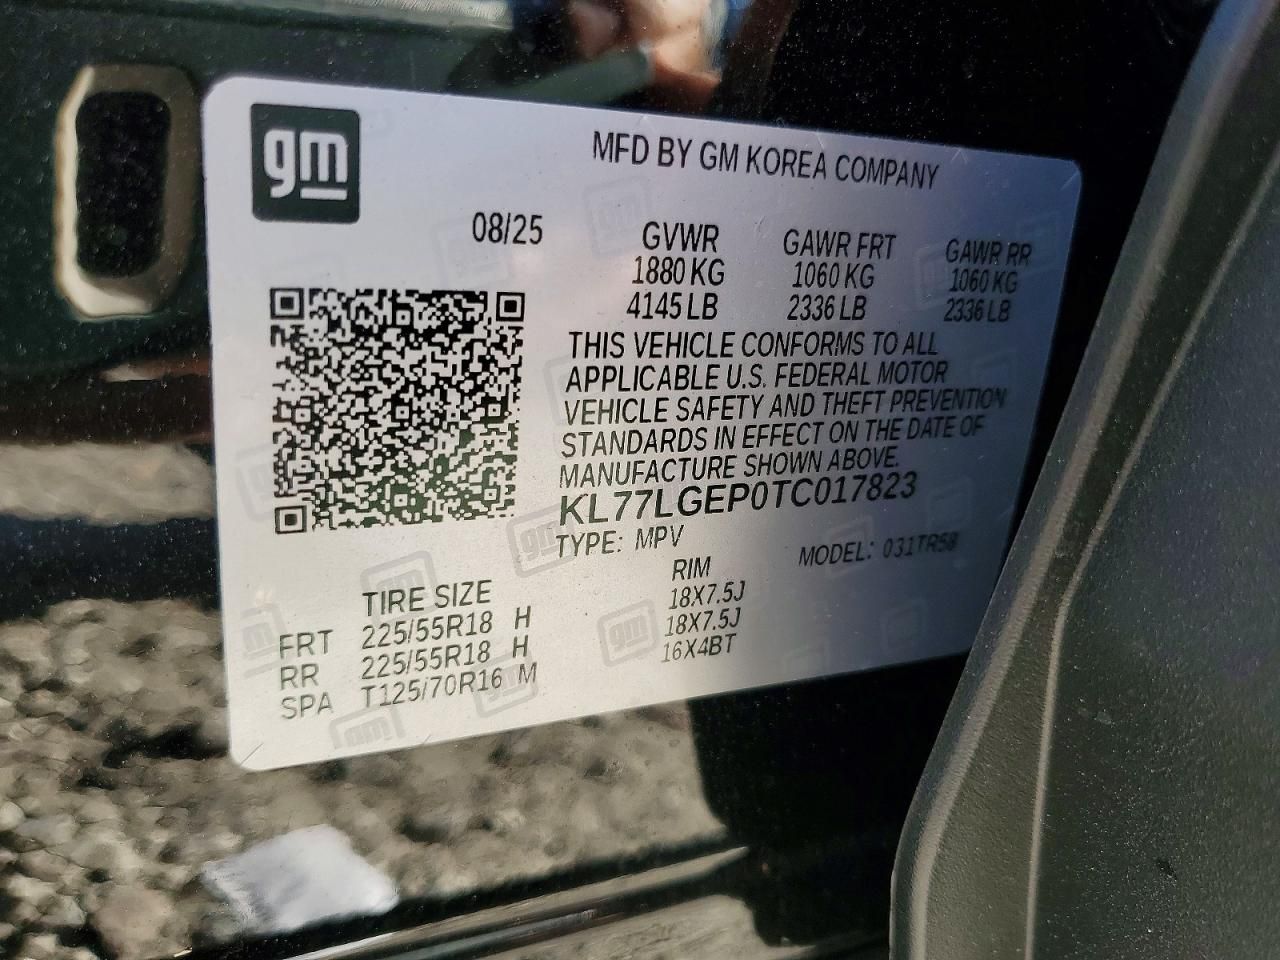 gm
MFD BY GM KOREA COMPANY
08/25
GVWR GAWR FRT GAWR RR
1880 KG 1060 KG 1060 KG
4145 LB 2336 LB 2336 LB
THIS VEHICLE CONFORMS TO ALL
APPLICABLE U.S. FEDERAL MOTOR
VEHICLE SAFETY AND THEFT PREVENTION
STANDARDS IN EFFECT ON THE DATE OF
MANUFACTURE SHOWN ABOVE.
KL77LGEP0TC017823
TYPE: MPV MODEL: 031TR58
TIRE SIZE RIM
FRT 225/55R18 H 18X7.5J
RR 225/55R18 H 18X7.5J
SPA T125/70R16 M 16X4BT